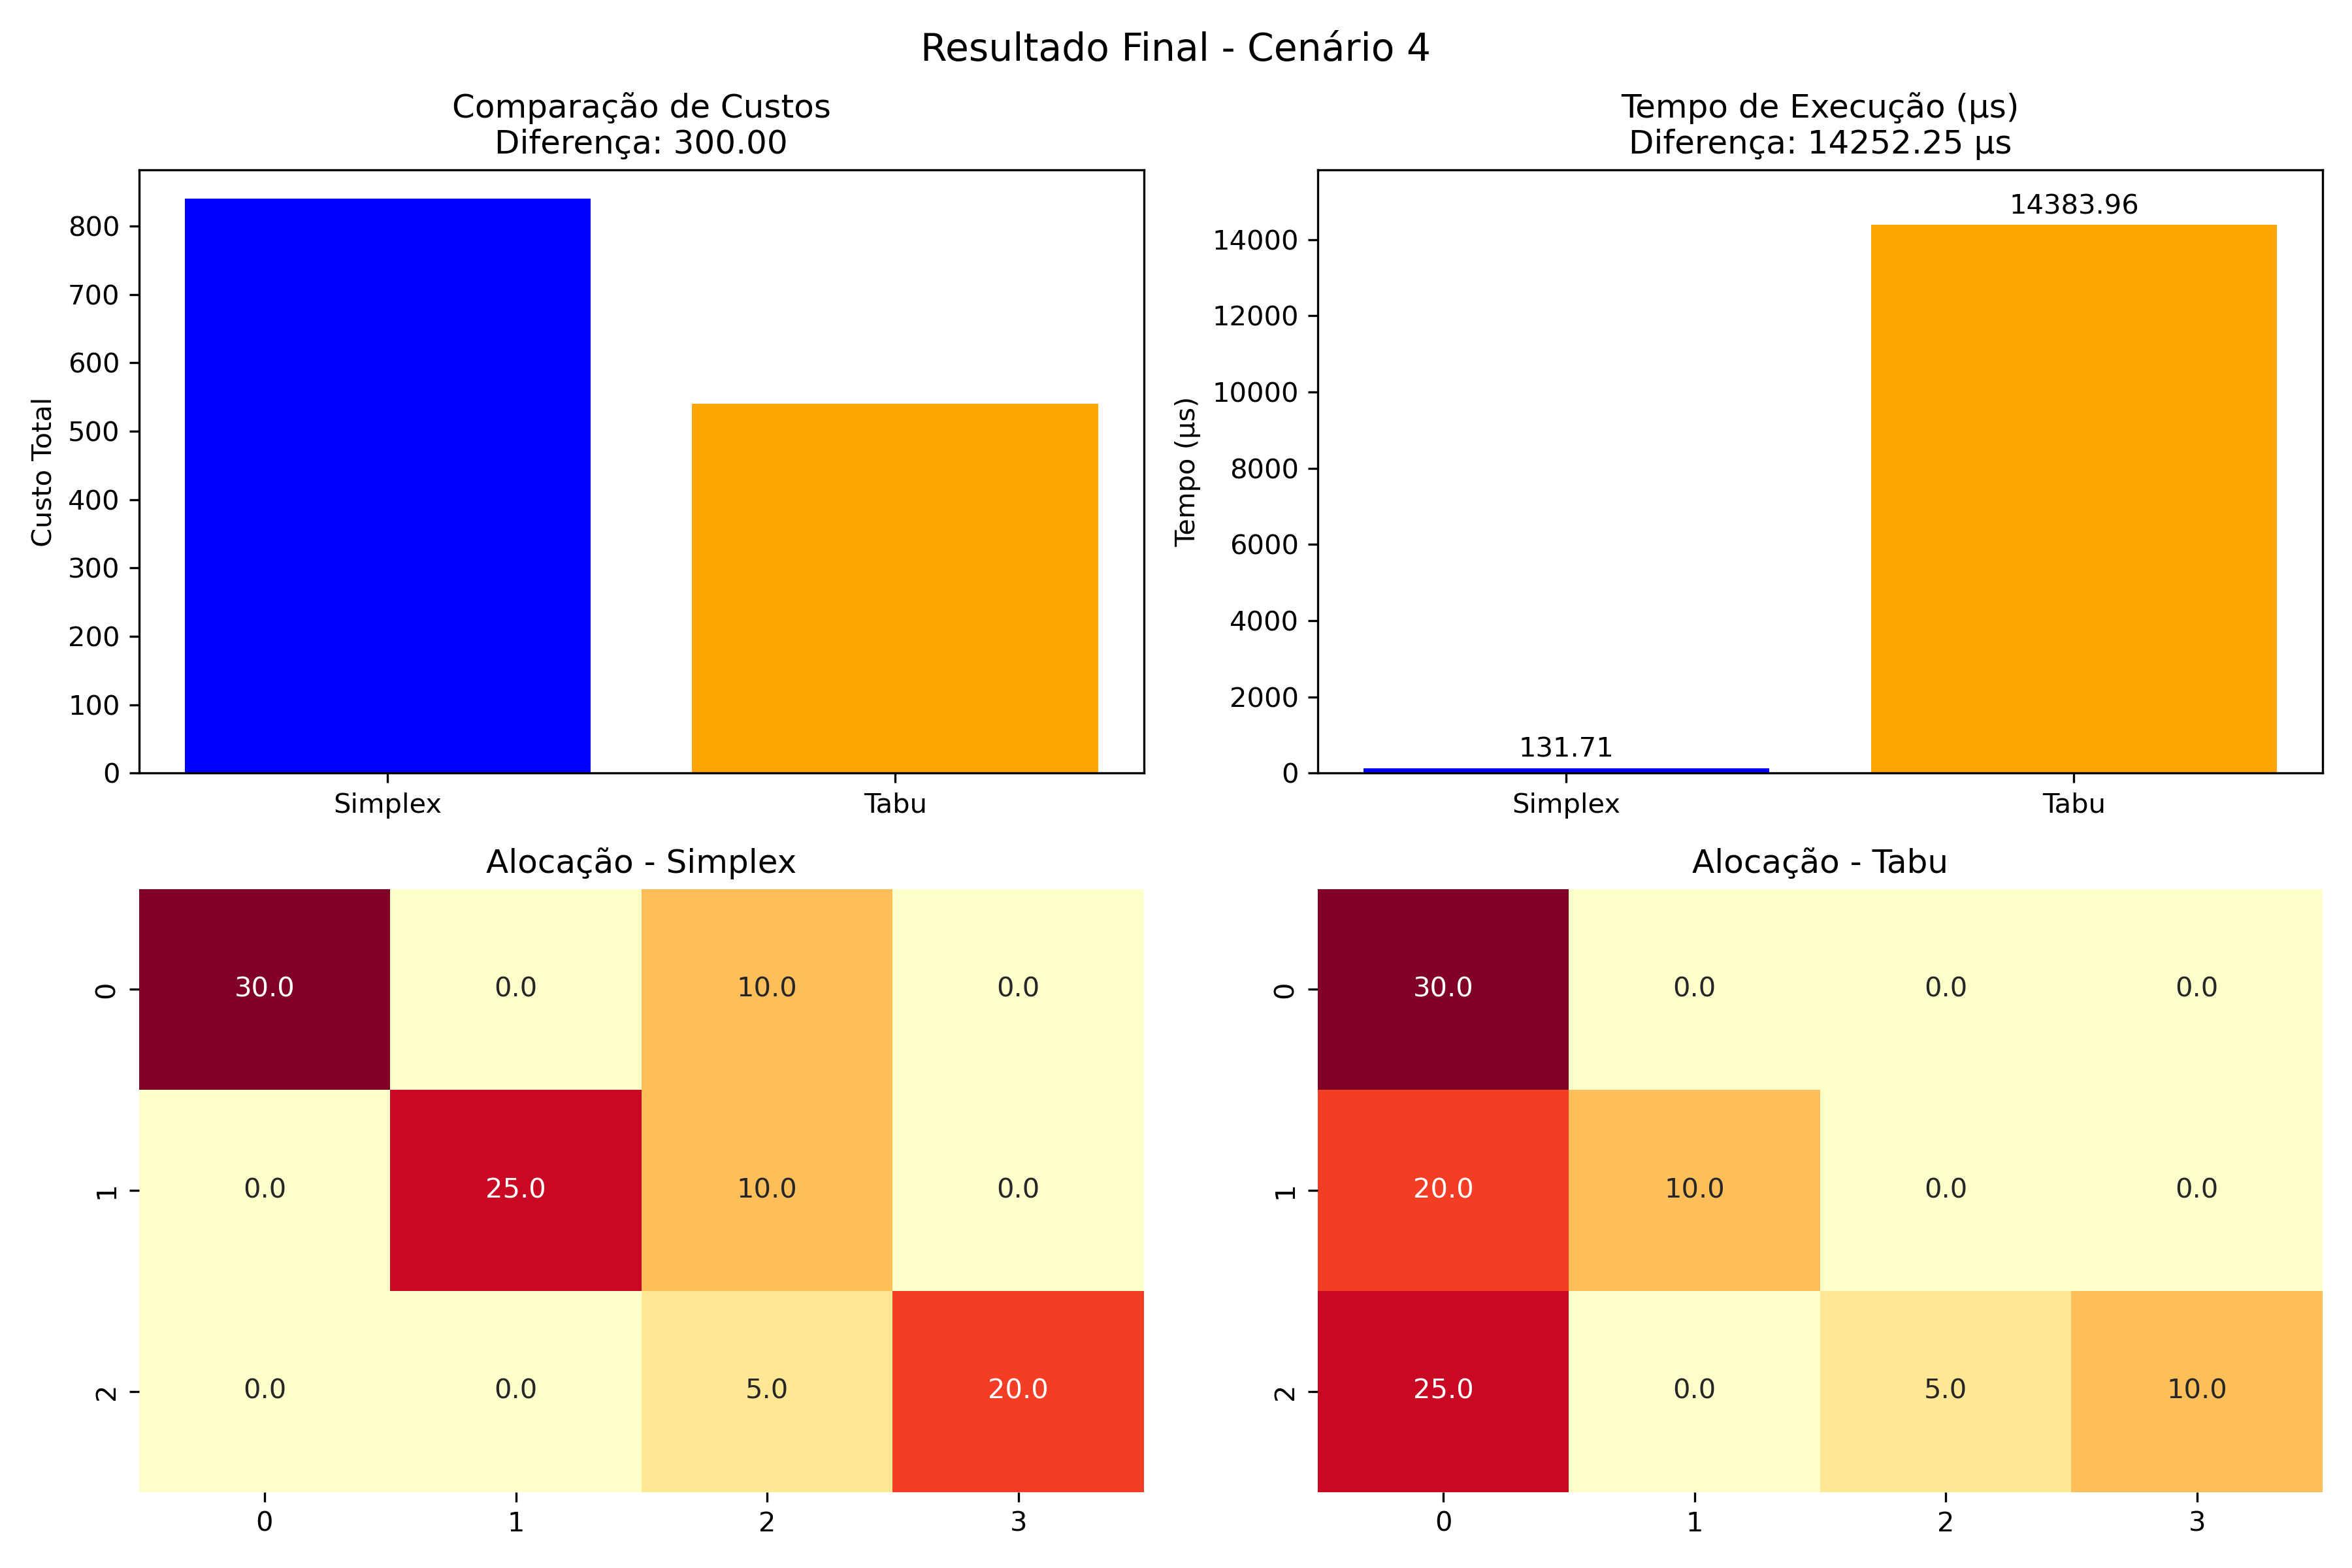 Resultado Final - Cenário 4
Comparação de Custos
Diferença: 300.00
Custo Total
800
700
600
500
400
300
200
100
0
Simplex Tabu
Tempo de Execução (µs)
Diferença: 14252.25 µs
Tempo (µs)
14000
12000
10000
8000
6000
4000
2000
0
131.71
14383.96
Simplex Tabu
Alocação - Simplex
0 30.0 0.0 10.0 0.0
1 0.0 25.0 10.0 0.0
2 0.0 0.0 5.0 20.0
0 1 2 3
Alocação - Tabu
0 30.0 0.0 0.0 0.0
1 20.0 10.0 0.0 0.0
2 25.0 0.0 5.0 10.0
0 1 2 3